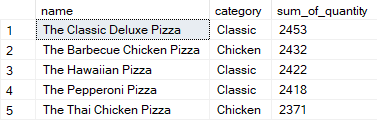 name category sum_of_quantity
1 The Classic Deluxe Pizza Classic 2453
2 The Barbecue Chicken Pizza Chicken 2432
3 The Hawaiian Pizza Classic 2422
4 The Pepperoni Pizza Classic 2418
5 The Thai Chicken Pizza Chicken 2371